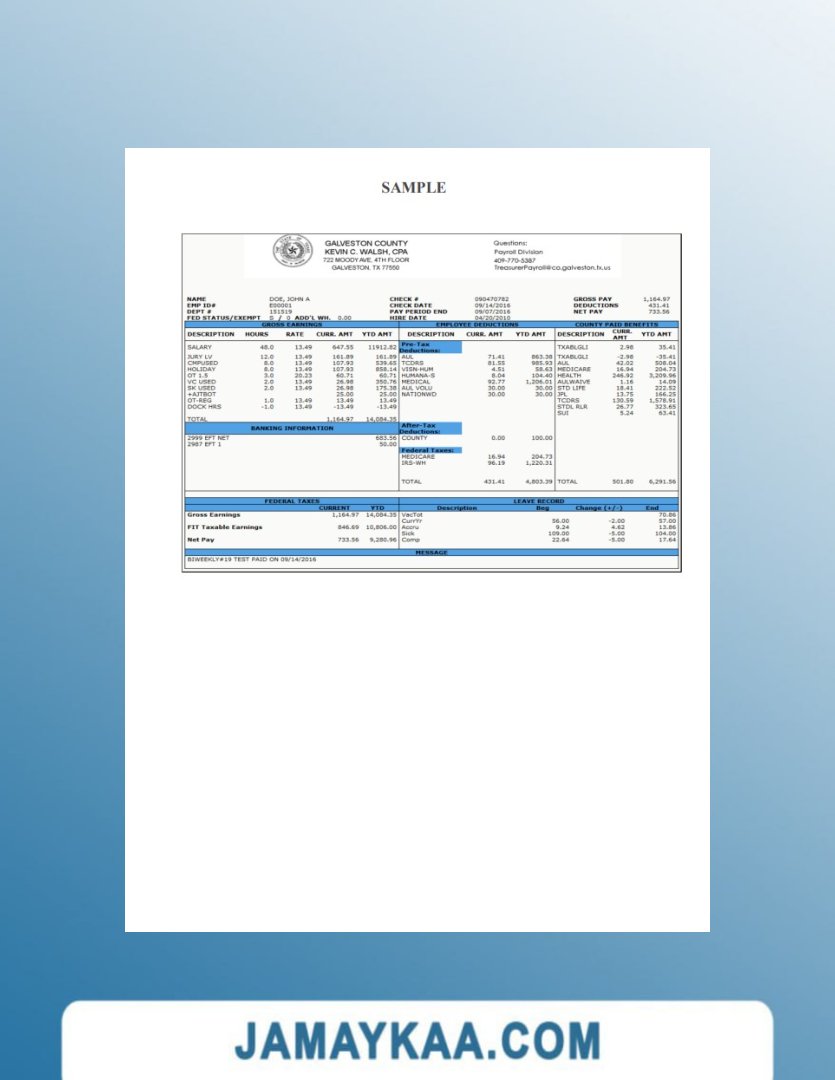 SAMPLE
GALVESTON COUNTY
KEVIN C. WALSH, CPA
722 MOODY AVE, 4TH FLOOR
GALVESTON, TX 77550
Questions:
Payroll Division
409-770-5387
TreasurerPayroll@co.galveston.tx.us
NAME DOE, JOHN A CHECK # 090470782 GROSS PAY 1,164.97
EMP ID# E00001 CHECK DATE 09/14/2016 DEDUCTIONS 431.41
DEPT # 151519 PAY PERIOD END 09/07/2016 NET PAY 733.56
FED STATUS/EXEMPT S / 0 ADD'L WH. 0.00 HIRE DATE 04/20/2010
GROSS EARNINGS EMPLOYEE DEDUCTIONS COUNTY PAID BENEFITS
DESCRIPTION HOURS RATE CURR. AMT YTD AMT DESCRIPTION CURR. AMT YTD AMT DESCRIPTION CURR. AMT YTD AMT
SALARY 48.0 13.49 647.55 11912.82 Pre-Tax Deductions: TXABLGLI 2.98 35.41
JURY LV 12.0 13.49 161.89 161.89 AUL 71.41 863.38 TXABLGLI -2.98 -35.41
CMPUSED 8.0 13.49 107.93 539.65 TCDRS 81.55 985.93 AUL 42.02 508.04
HOLIDAY 8.0 13.49 107.93 858.14 VISN-HUM 4.51 58.63 MEDICARE 16.94 204.73
OT 1.5 3.0 20.23 60.71 60.71 HUMANA-S 8.04 104.40 HEALTH 246.92 3,209.96
VC USED 2.0 13.49 26.98 350.76 MEDICAL 92.77 1,206.01 AULWAIVE 1.16 14.09
SK USED 2.0 13.49 26.98 175.38 AUL VOLU 30.00 30.00 STD LIFE 18.41 222.52
+AJTBOT 25.00 25.00 NATIONWD 30.00 30.00 JPL 13.75 166.25
OT-REG 1.0 13.49 13.49 13.49 TCDRS 130.59 1,578.91
DOCK HRS -1.0 13.49 -13.49 -13.49 STDL RLR 26.77 323.65
SUI 5.24 63.41
TOTAL 1,164.97 14,084.35
BANKING INFORMATION After-Tax Deductions:
2999 EFT NET 683.56 COUNTY 0.00 100.00
2987 EFT 1 50.00
Federal Taxes:
MEDICARE 16.94 204.73
IRS-WH 96.19 1,220.31
TOTAL 431.41 4,803.39 TOTAL 501.80 6,291.56
FEDERAL TAXES LEAVE RECORD
CURRENT YTD Description Beg Change (+/-) End
Gross Earnings 1,164.97 14,084.35 VacTot 70.86
CurrYr 56.00 -2.00 57.00
FIT Taxable Earnings 846.69 10,806.00 Accru 9.24 4.62 13.86
Sick 109.00 -5.00 104.00
Net Pay 733.56 9,280.96 Comp 22.64 -5.00 17.64
MESSAGE
BIWEEKLY#19 TEST PAID ON 09/14/2016
JAMAYKAA.COM